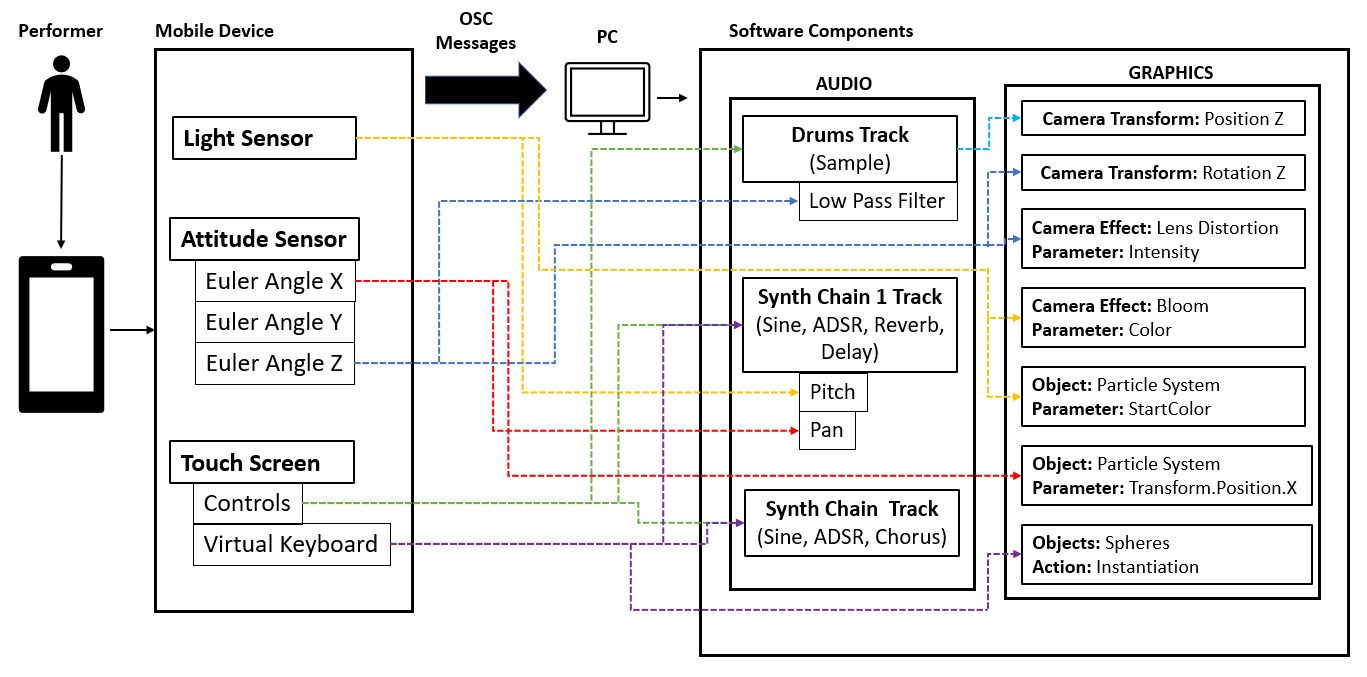 Performer
Mobile Device
OSC
Messages
PC
Software Components
Light Sensor
Attitude Sensor
Euler Angle X
Euler Angle Y
Euler Angle Z
Touch Screen
Controls
Virtual Keyboard
AUDIO
Drums Track
(Sample)
Low Pass Filter
Synth Chain 1 Track
(Sine, ADSR, Reverb,
Delay)
Pitch
Pan
Synth Chain  Track
(Sine, ADSR, Chorus)
GRAPHICS
Camera Transform: Position Z
Camera Transform: Rotation Z
Camera Effect: Lens Distortion
Parameter: Intensity
Camera Effect: Bloom
Parameter: Color
Object: Particle System
Parameter: StartColor
Object: Particle System
Parameter: Transform.Position.X
Objects: Spheres
Action: Instantiation